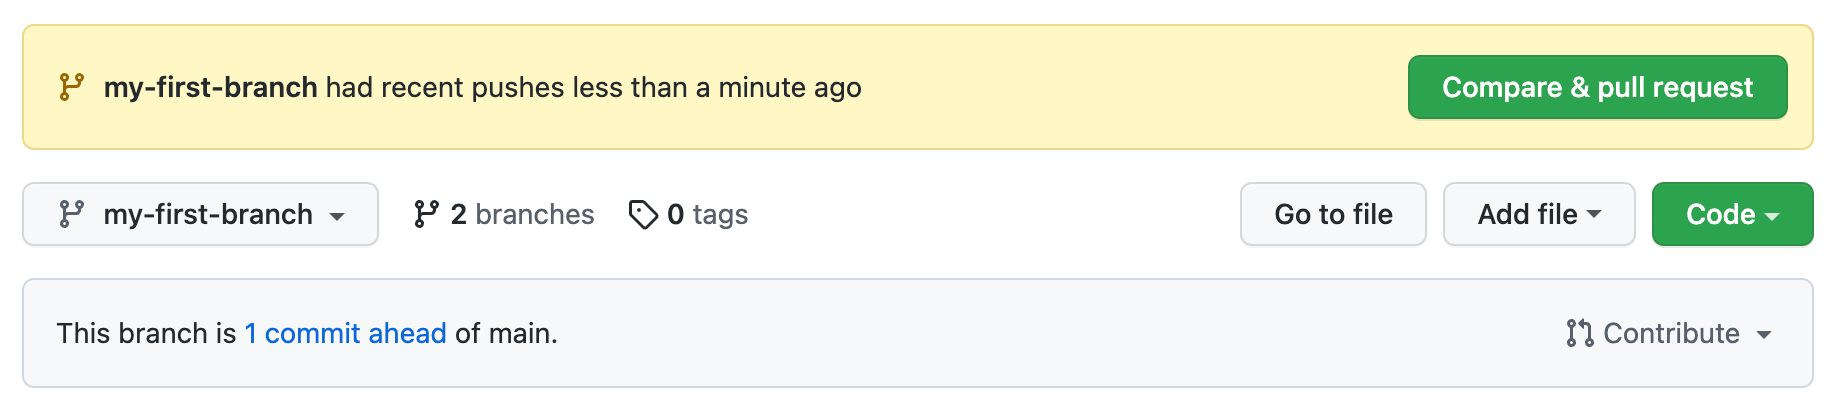 my-first-branch had recent pushes less than a minute ago
Compare & pull request
my-first-branch
2 branches
0 tags
Go to file
Add file
Code
This branch is 1 commit ahead of main.
Contribute